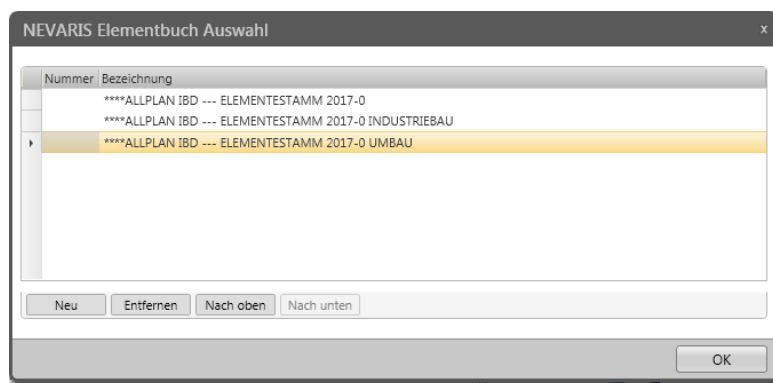 NEVARIS Elementbuch Auswahl x
Nummer Bezeichnung
****ALLPLAN IBD --- ELEMENTESTAMM 2017-0
****ALLPLAN IBD --- ELEMENTESTAMM 2017-0 INDUSTRIEBAU
****ALLPLAN IBD --- ELEMENTESTAMM 2017-0 UMBAU
Neu Entfernen Nach oben Nach unten
OK